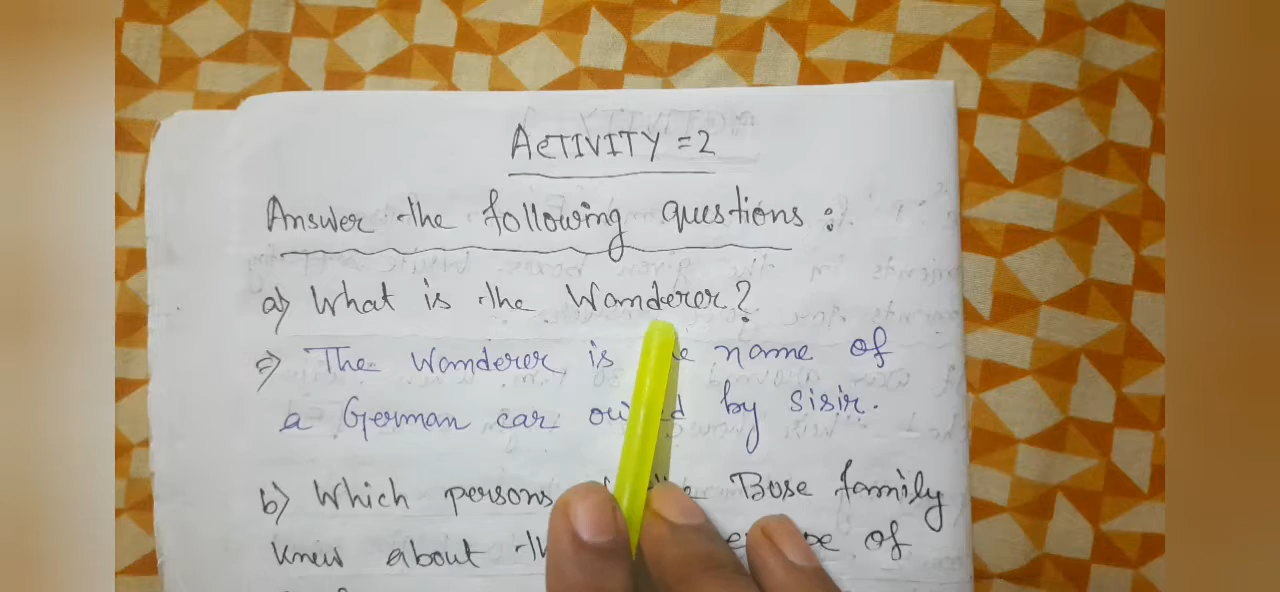 ACTIVITY = 2
Answer the following questions :
a) What is the Wanderer?
The Wanderer is name of
a German car by Sisir.
b) Which persons Bose family
knew about of